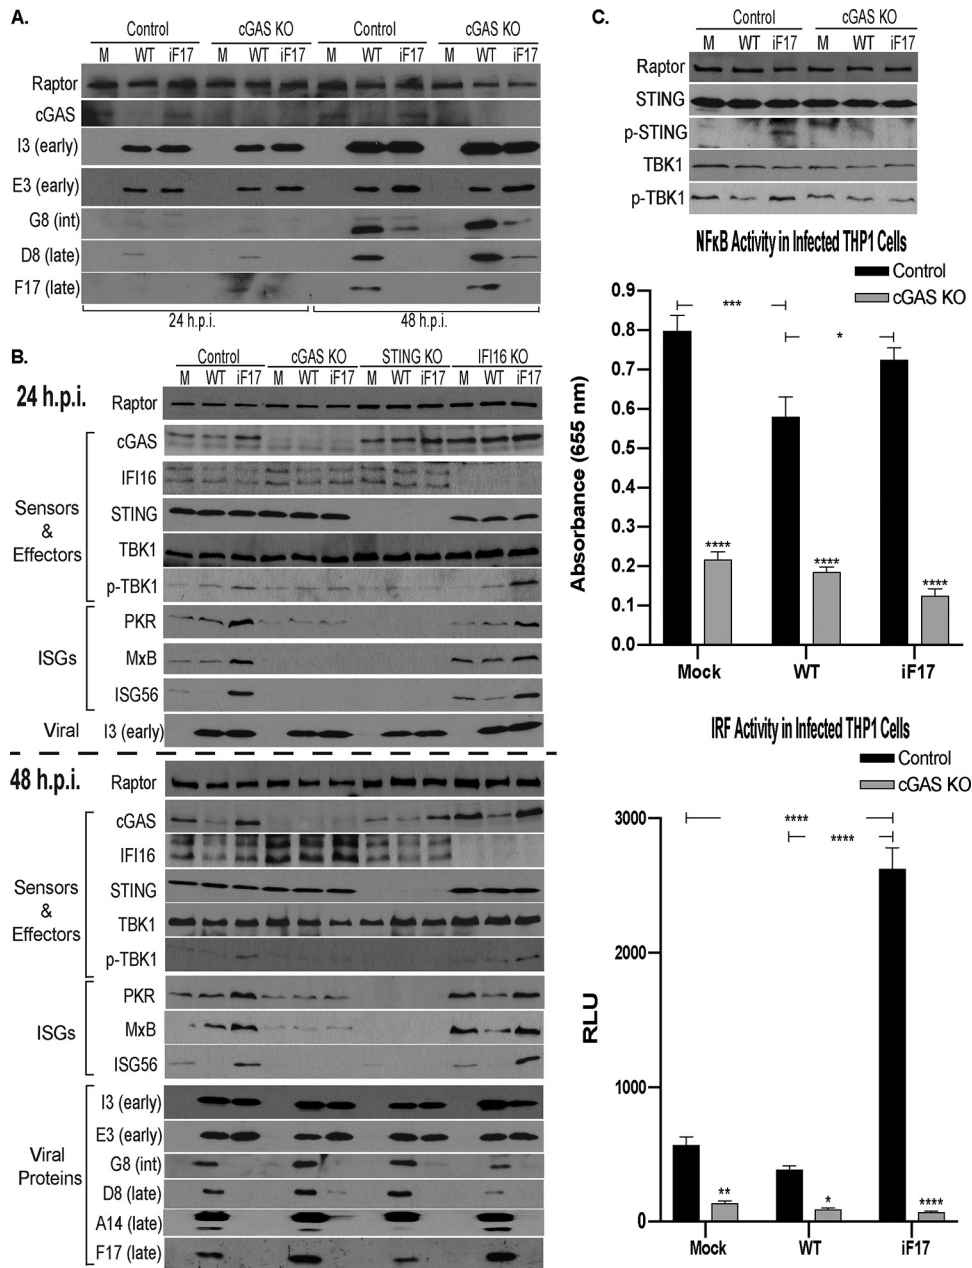 A.
Control cGAS KO Control cGAS KO
M WT iF17 M WT iF17 M WT iF17 M WT iF17
Raptor
cGAS
I3 (early)
E3 (early)
G8 (int)
D8 (late)
F17 (late)
24 h.p.i. 48 h.p.i.
B.
Control cGAS KO STING KO IFI16 KO
M WT iF17 M WT iF17 M WT iF17 M WT iF17
24 h.p.i.
Raptor
Sensors
&
Effectors
cGAS
IFI16
STING
TBK1
p-TBK1
ISGs
PKR
MxB
ISG56
Viral I3 (early)
48 h.p.i.
Raptor
Sensors
&
Effectors
cGAS
IFI16
STING
TBK1
p-TBK1
ISGs
PKR
MxB
ISG56
Viral
Proteins
I3 (early)
E3 (early)
G8 (int)
D8 (late)
A14 (late)
F17 (late)
C.
Control cGAS KO
M WT iF17 M WT iF17
Raptor
STING
p-STING
TBK1
p-TBK1
NFκB Activity in Infected THP1 Cells
Control
cGAS KO
Absorbance (655 nm)
0.9
0.8
0.7
0.6
0.5
0.4
0.3
0.2
0.1
0.0
***
*
****
****
****
Mock WT iF17
IRF Activity in Infected THP1 Cells
Control
cGAS KO
RLU
3000
2000
1000
0
****
****
**
*
****
Mock WT iF17